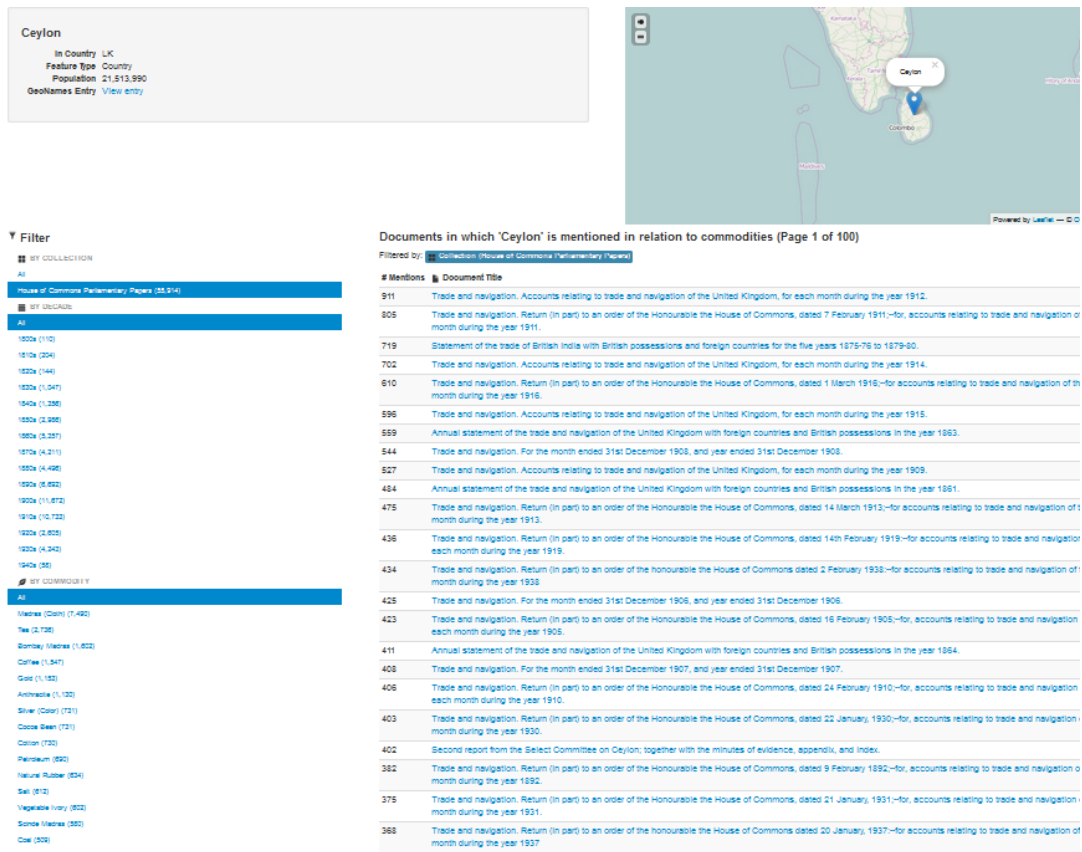 Ceylon
In Country LK
Feature Type Country
Population 21,513,990
GeoNames Entry View entry
Karnataka
Kerala
Ceylon
×
Colombo
Maldives
Powered by Leaflet — ©
Filter
BY COLLECTION
All
House of Commons Parliamentary Papers (55,914)
BY DECADE
All
1800s (110)
1810s (204)
1820s (144)
1830s (1,047)
1840s (1,356)
1850s (2,966)
1860s (3,257)
1870s (4,211)
1880s (4,496)
1890s (6,692)
1900s (11,672)
1910s (10,733)
1920s (2,605)
1930s (4,343)
1940s (55)
BY COMMODITY
All
Madras (Cloth) (7,490)
Tea (2,736)
Bombay Madras (1,602)
Coffee (1,547)
Gold (1,153)
Anthracite (1,130)
Silver (Color) (731)
Cocoa Bean (731)
Cotton (730)
Petroleum (690)
Natural Rubber (634)
Salt (612)
Vegetable Ivory (602)
Scinde Madras (560)
Coal (509)
Documents in which 'Ceylon' is mentioned in relation to commodities (Page 1 of 100)
Filtered by: Collection (House of Commons Parliamentary Papers)
# Mentions Document Title
911 Trade and navigation. Accounts relating to trade and navigation of the United Kingdom, for each month during the year 1912.
805 Trade and navigation. Return (in part) to an order of the Honourable the House of Commons, dated 7 February 1911;--for, accounts relating to trade and navigation of
month during the year 1911.
719 Statement of the trade of British India with British possessions and foreign countries for the five years 1875-76 to 1879-80.
702 Trade and navigation. Accounts relating to trade and navigation of the United Kingdom, for each month during the year 1914.
610 Trade and navigation. Return (in part) to an order of the Honourable the House of Commons, dated 1 March 1916;--for accounts relating to trade and navigation of the
month during the year 1916.
596 Trade and navigation. Accounts relating to trade and navigation of the United Kingdom, for each month during the year 1915.
559 Annual statement of the trade and navigation of the United Kingdom with foreign countries and British possessions in the year 1863.
544 Trade and navigation. For the month ended 31st December 1908, and year ended 31st December 1908.
527 Trade and navigation. Accounts relating to trade and navigation of the United Kingdom, for each month during the year 1909.
484 Annual statement of the trade and navigation of the United Kingdom with foreign countries and British possessions in the year 1861.
475 Trade and navigation. Return (in part) to an order of the Honourable the House of Commons, dated 14 March 1913;--for accounts relating to trade and navigation of
month during the year 1913.
436 Trade and navigation. Return (in part) to an order of the Honourable the House of Commons, dated 14th February 1919:--for accounts relating to trade and navigation
each month during the year 1919.
434 Trade and navigation. Return (in part) to an order of the honourable the House of Commons dated 2 February 1938:--for accounts relating to trade and navigation of
month during the year 1938
425 Trade and navigation. For the month ended 31st December 1906, and year ended 31st December 1906.
423 Trade and navigation. Return (in part) to an order of the Honourable the House of Commons, dated 16 February 1905;--for, accounts relating to trade and navigation
each month during the year 1905.
411 Annual statement of the trade and navigation of the United Kingdom with foreign countries and British possessions in the year 1864.
408 Trade and navigation. For the month ended 31st December 1907, and year ended 31st December 1907.
406 Trade and navigation. Return (in part) to an order of the Honourable the House of Commons, dated 24 February 1910;--for, accounts relating to trade and navigation
each month during the year 1910.
403 Trade and navigation. Return (in part) to an order of the Honourable the House of Commons, dated 22 January, 1930;--for, accounts relating to trade and navigation
month during the year 1930.
402 Second report from the Select Committee on Ceylon; together with the minutes of evidence, appendix, and index.
382 Trade and navigation. Return (in part) to an order of the Honourable the House of Commons, dated 9 February 1892;--for, accounts relating to trade and navigation
month during the year 1892.
375 Trade and navigation. Return (in part) to an order of the Honourable the House of Commons, dated 21 January, 1931;--for, accounts relating to trade and navigation
month during the year 1931.
368 Trade and navigation. Return (in part) to an order of the honourable the House of Commons dated 20 January, 1937:--for accounts relating to trade and navigation of
month during the year 1937